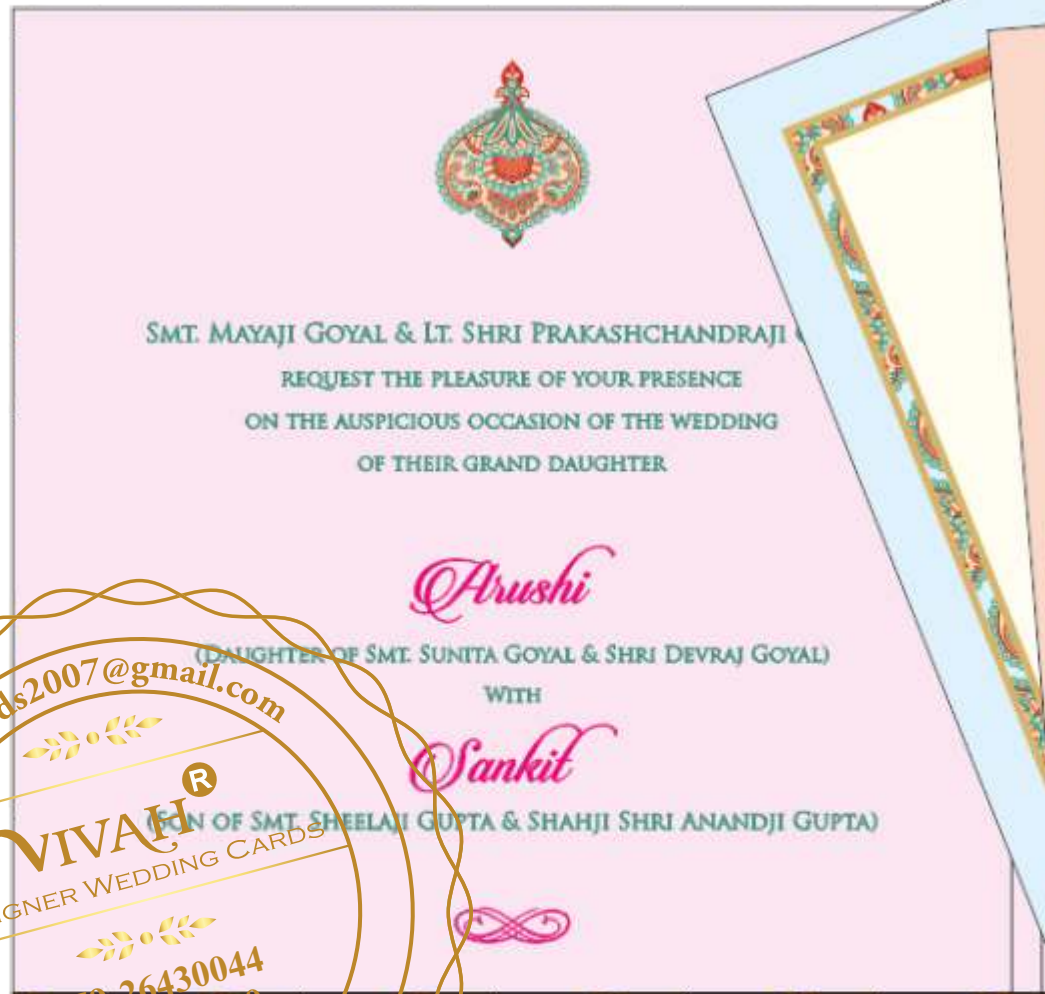 SMT. MAYAJI GOYAL & LT. SHRI PRAKASHCHANDRAJI
REQUEST THE PLEASURE OF YOUR PRESENCE
ON THE AUSPICIOUS OCCASION OF THE WEDDING
OF THEIR GRAND DAUGHTER
Arushi
(DAUGHTER OF SMT. SUNITA GOYAL & SHRI DEVRAJ GOYAL)
WITH
Sankit
(SON OF SMT. SHEELAJI GUPTA & SHAHJI SHRI ANANDJI GUPTA)
ds2007@gmail.com
VIVAH®
GNER WEDDING CARDS
26430044